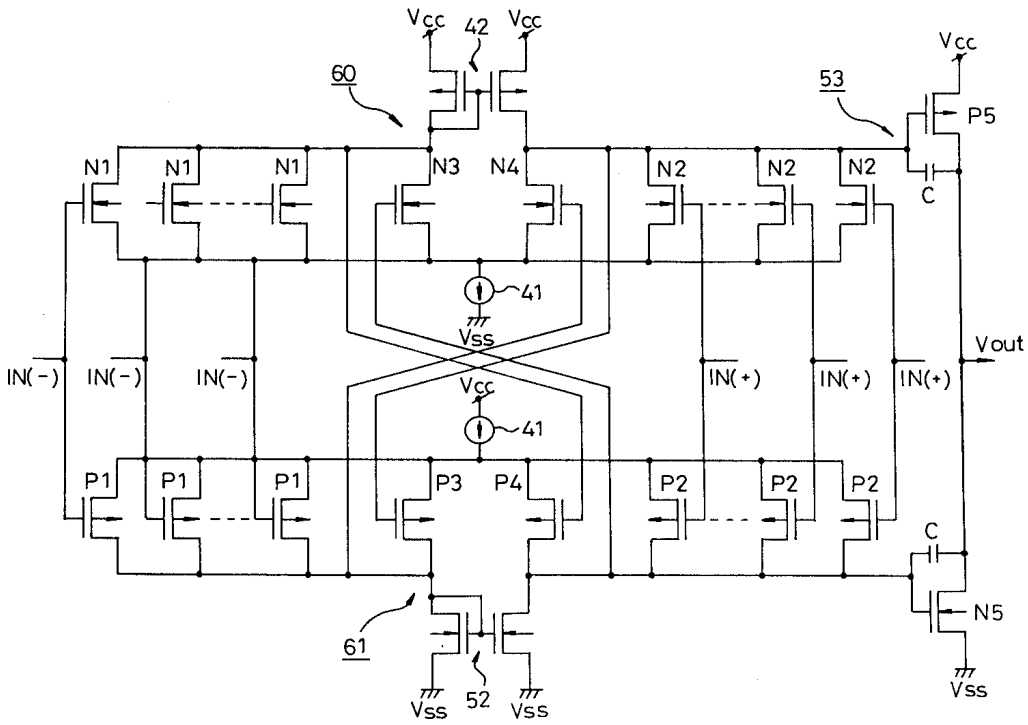 Vcc 42 Vcc
Vcc
60
53
P5
N1 N1 N1 N3 N4 N2 N2 N2
C
41
Vss
IN(-) IN(-) IN(-) IN(+) IN(+) IN(+)
Vout
Vcc
41
P1 P1 P1 P3 P4 P2 P2 P2
C
N5
61
52
Vss Vss
Vss